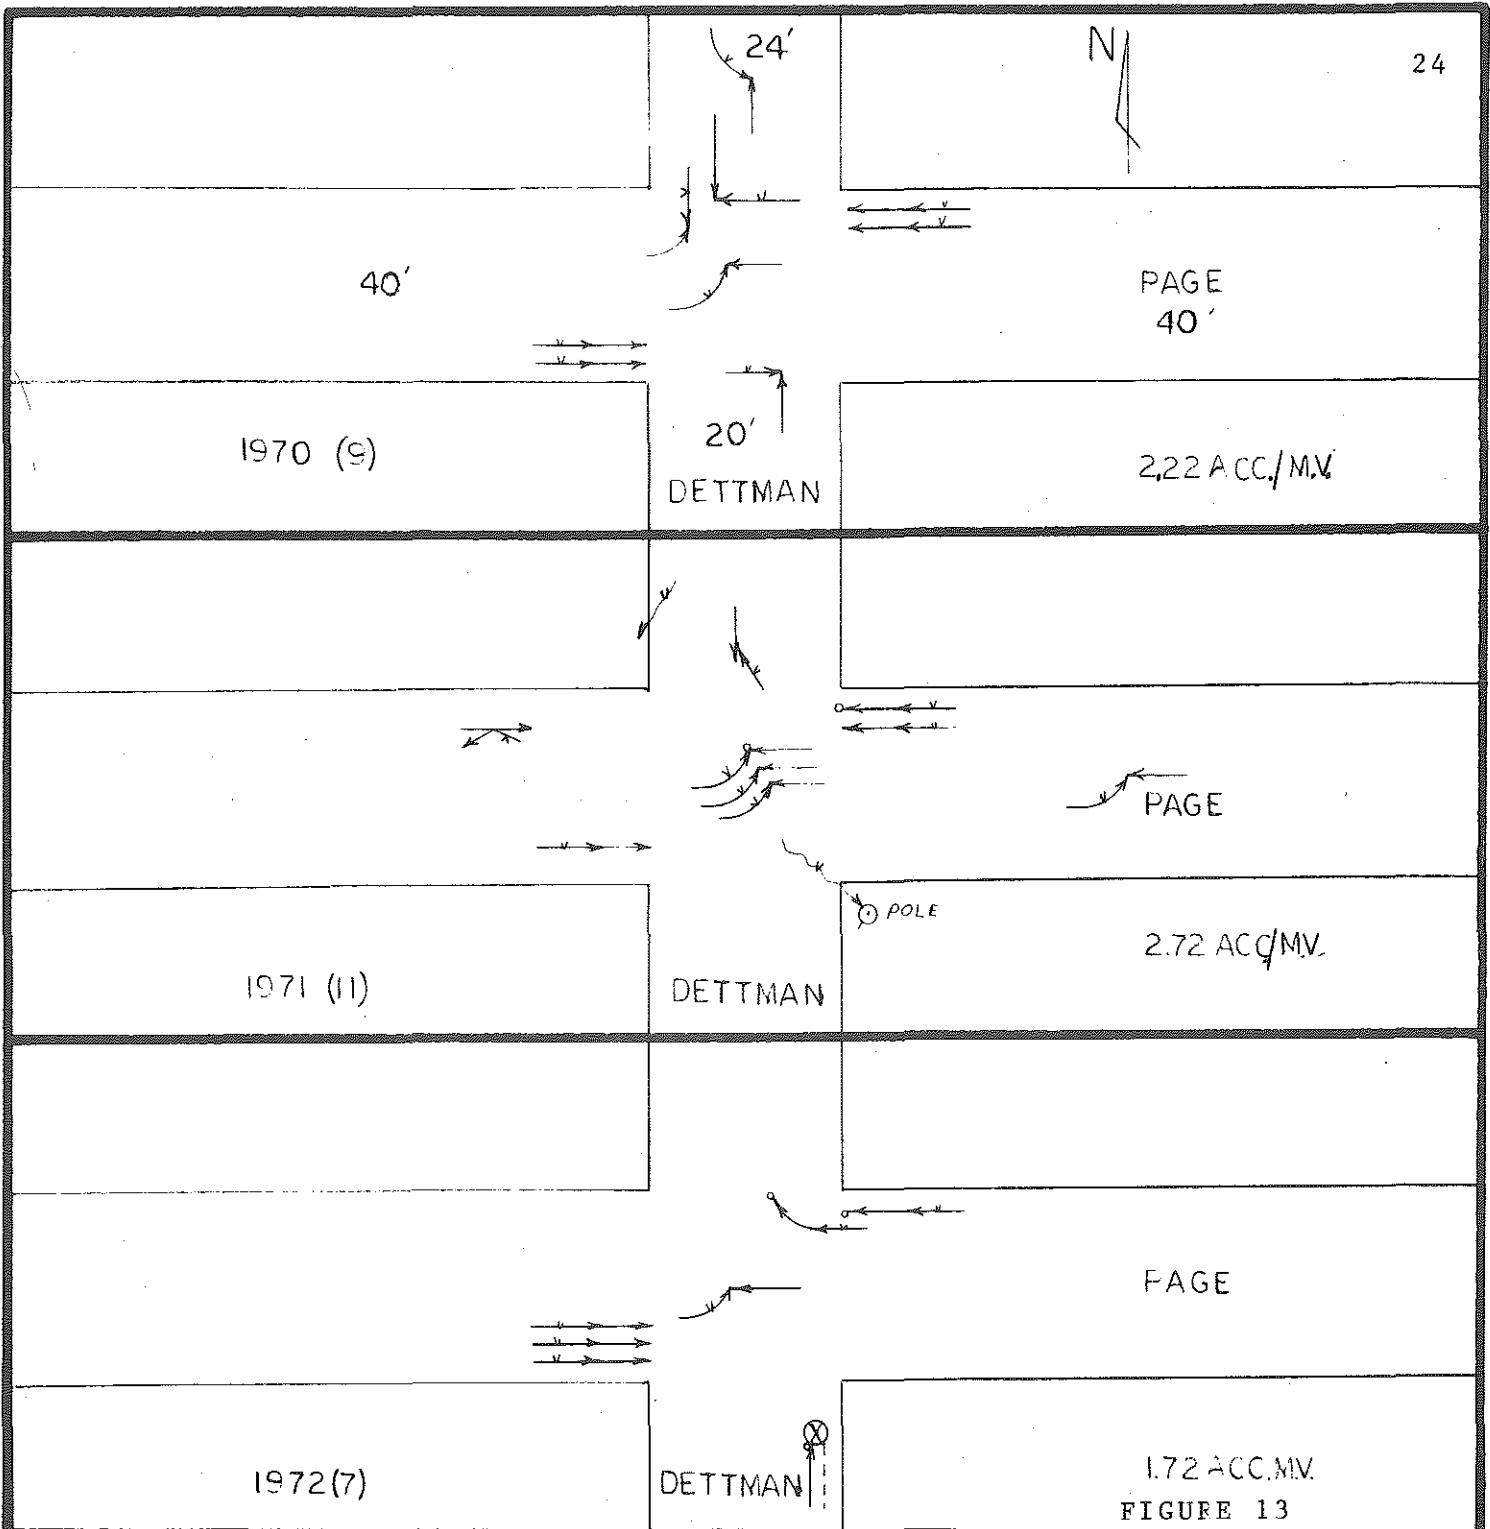 24'
N
24
40'
PAGE
40'
1970 (9)
20'
DETTMAN
2.22 ACC./M.V.
PAGE
POLE
1971 (11)
DETTMAN
2.72 ACC/M.V.
PAGE
1972(7)
DETTMAN
1.72 ACC.M.V.
FIGURE 13